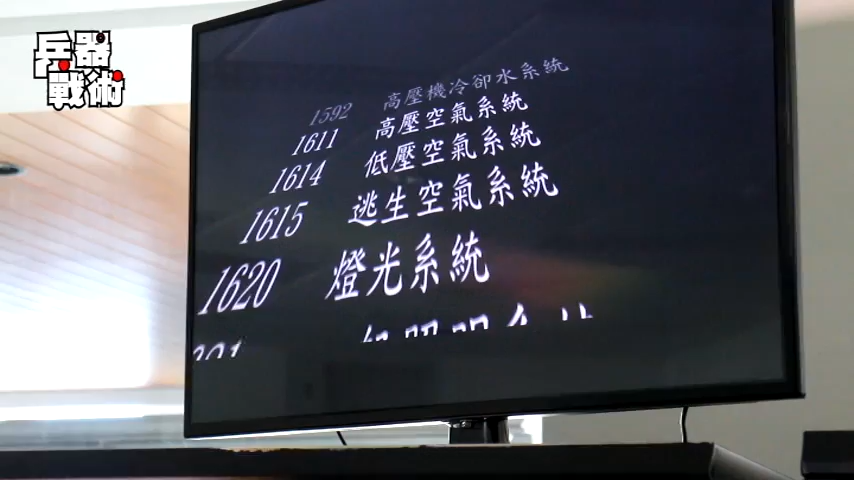 兵器
戰術
1592 高壓機冷卻水系統
1611 高壓空氣系統
1614 低壓空氣系統
1615 逃生空氣系統
1620 燈光系統